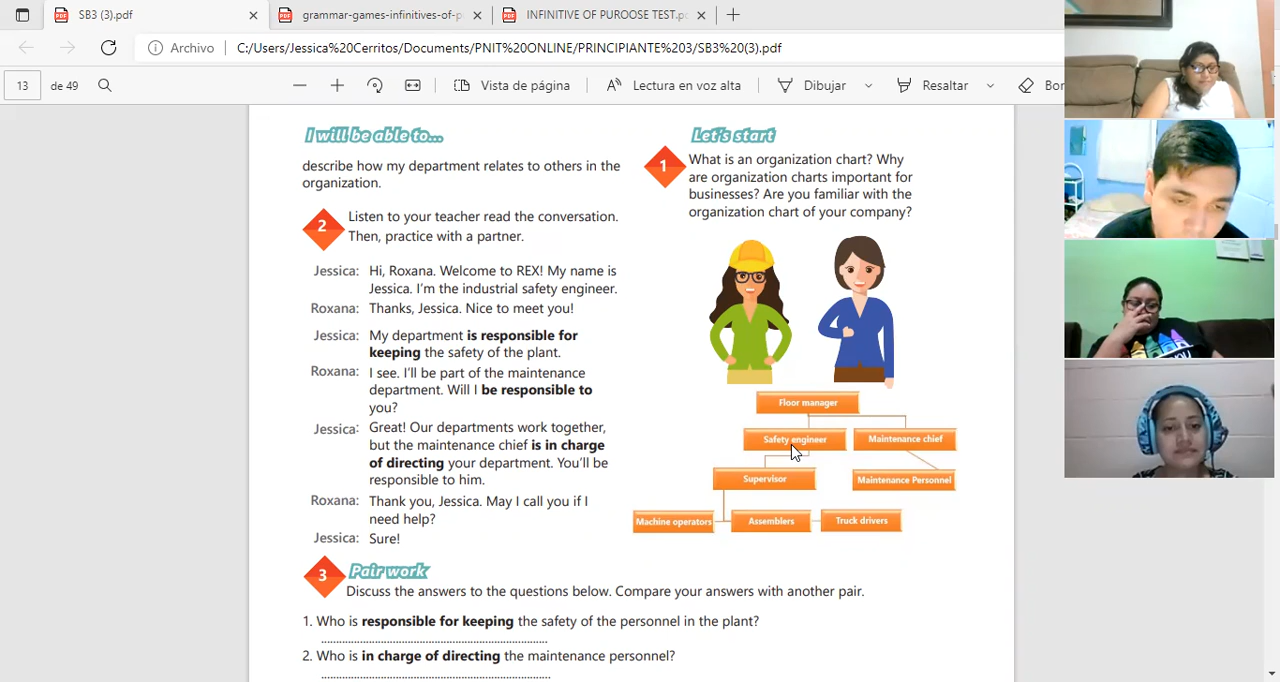 SB3 (3).pdf
grammar-games-infinitives-of-p
INFINITIVE OF PUROOSE TEST.p
Archivo
C:/Users/Jessica%20Cerritos/Documents/PNIT%20ONLINE/PRINCIPIANTE%203/SB3%20(3).pdf
13
de 49
Vista de página
Lectura en voz alta
Dibujar
Resaltar
Bor
I will be able to...
describe how my department relates to others in the
organization.
2
Listen to your teacher read the conversation.
Then, practice with a partner.
Jessica: Hi, Roxana. Welcome to REX! My name is
Jessica. I'm the industrial safety engineer.
Roxana: Thanks, Jessica. Nice to meet you!
Jessica: My department is responsible for
keeping the safety of the plant.
Roxana: I see. I'll be part of the maintenance
department. Will I be responsible to
you?
Jessica: Great! Our departments work together,
but the maintenance chief is in charge
of directing your department. You'll be
responsible to him.
Roxana: Thank you, Jessica. May I call you if I
need help?
Jessica: Sure!
Let's start
1
What is an organization chart? Why
are organization charts important for
businesses? Are you familiar with the
organization chart of your company?
Floor manager
Safety engineer
Maintenance chief
Supervisor
Maintenance Personnel
Machine operators
Assemblers
Truck drivers
3
Pair work
Discuss the answers to the questions below. Compare your answers with another pair.
1. Who is responsible for keeping the safety of the personnel in the plant?
2. Who is in charge of directing the maintenance personnel?